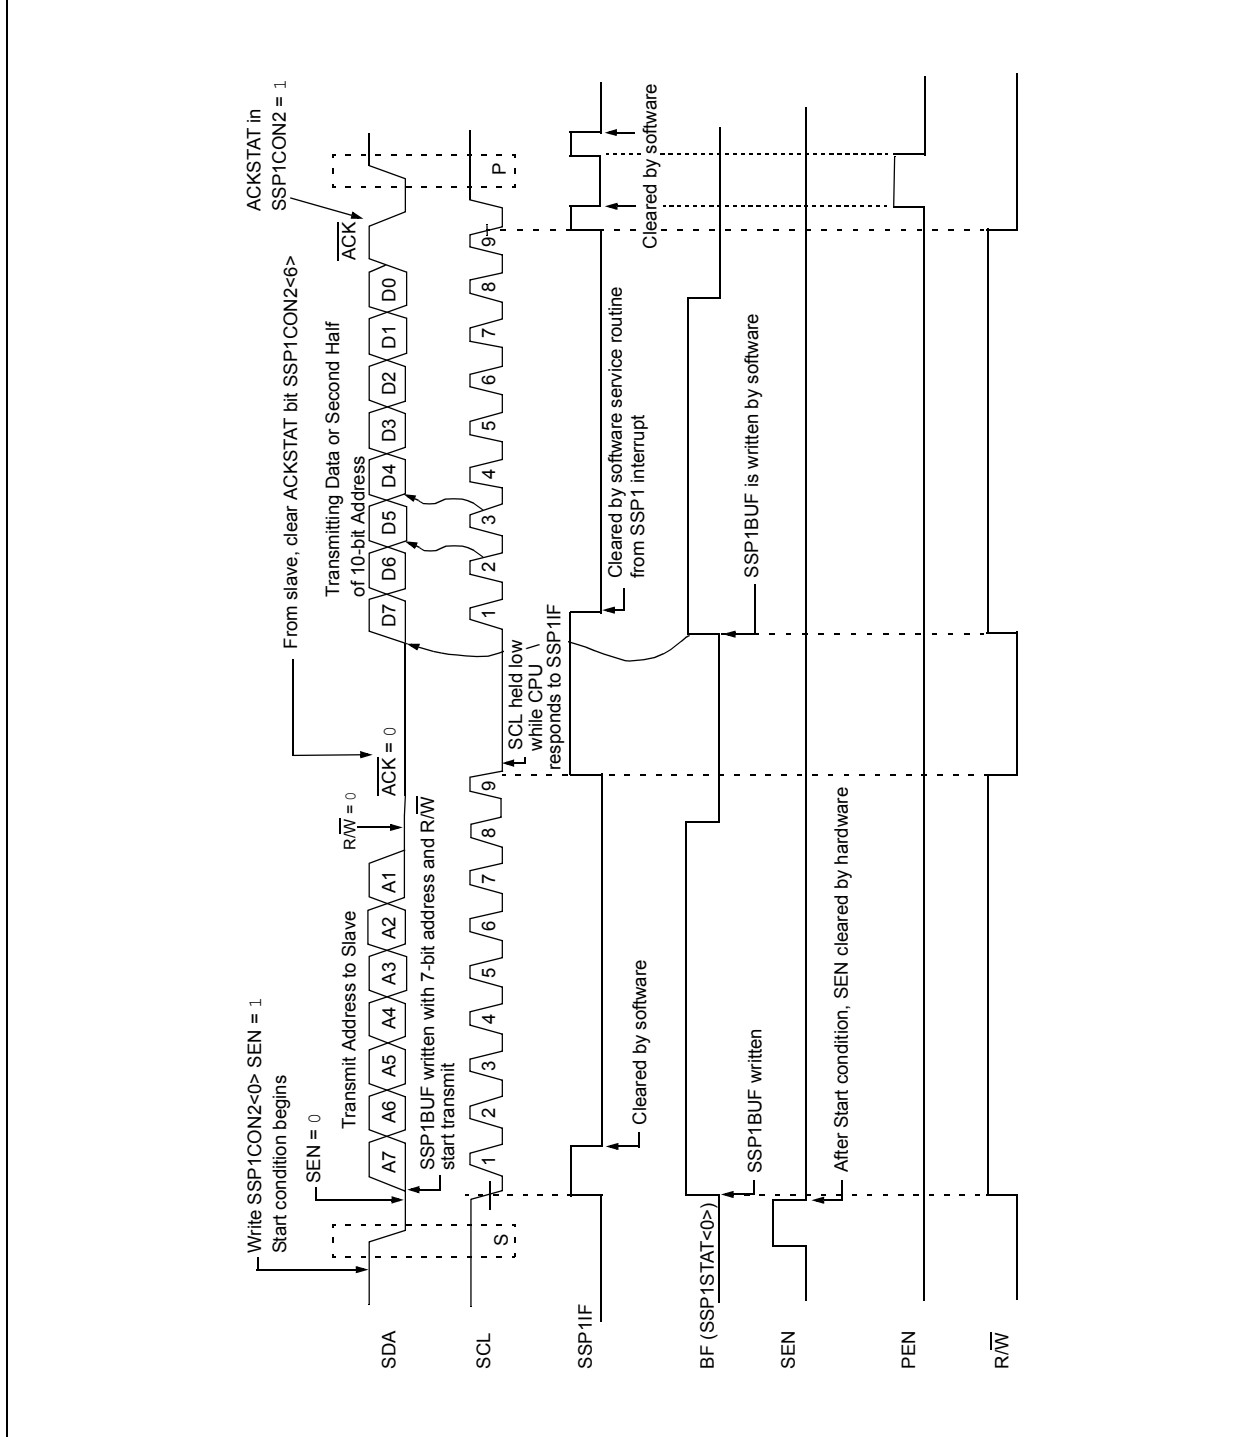 Write SSP1CON2<0> SEN = 1
Start condition begins
SEN = 0
From slave, clear ACKSTAT bit SSP1CON2<6>
ACKSTAT in
SSP1CON2 = 1
Transmit Address to Slave
R/W = 0
ACK = 0
Transmitting Data or Second Half
of 10-bit Address
ACK
SDA
A7 A6 A5 A4 A3 A2 A1
D7 D6 D5 D4 D3 D2 D1 D0
SSP1BUF written with 7-bit address and R/W
start transmit
SCL
S
1 2 3 4 5 6 7 8 9
1 2 3 4 5 6 7 8 9
P
SCL held low
while CPU
responds to SSP1IF
SSP1IF
Cleared by software
Cleared by software service routine
from SSP1 interrupt
Cleared by software
Cleared by software
BF (SSP1STAT<0>)
SSP1BUF written
SSP1BUF is written by software
SEN
After Start condition, SEN cleared by hardware
PEN
R/W